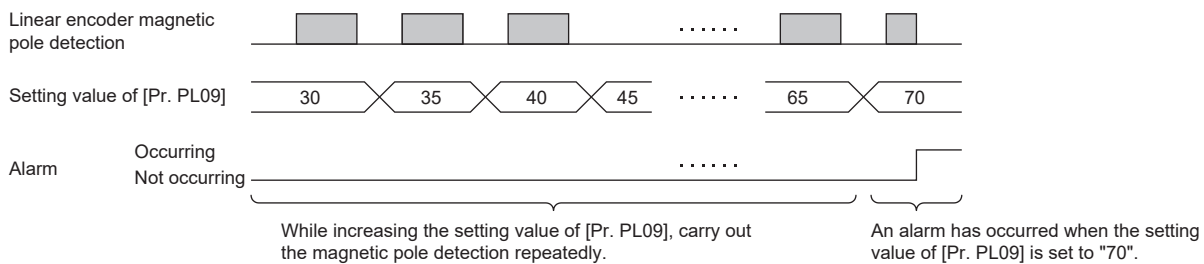 Linear encoder magnetic
pole detection
Setting value of [Pr. PL09]
30 35 40 45 ...... 65 70
Alarm
Occurring
Not occurring
While increasing the setting value of [Pr. PL09], carry out
the magnetic pole detection repeatedly.
An alarm has occurred when the setting
value of [Pr. PL09] is set to "70".